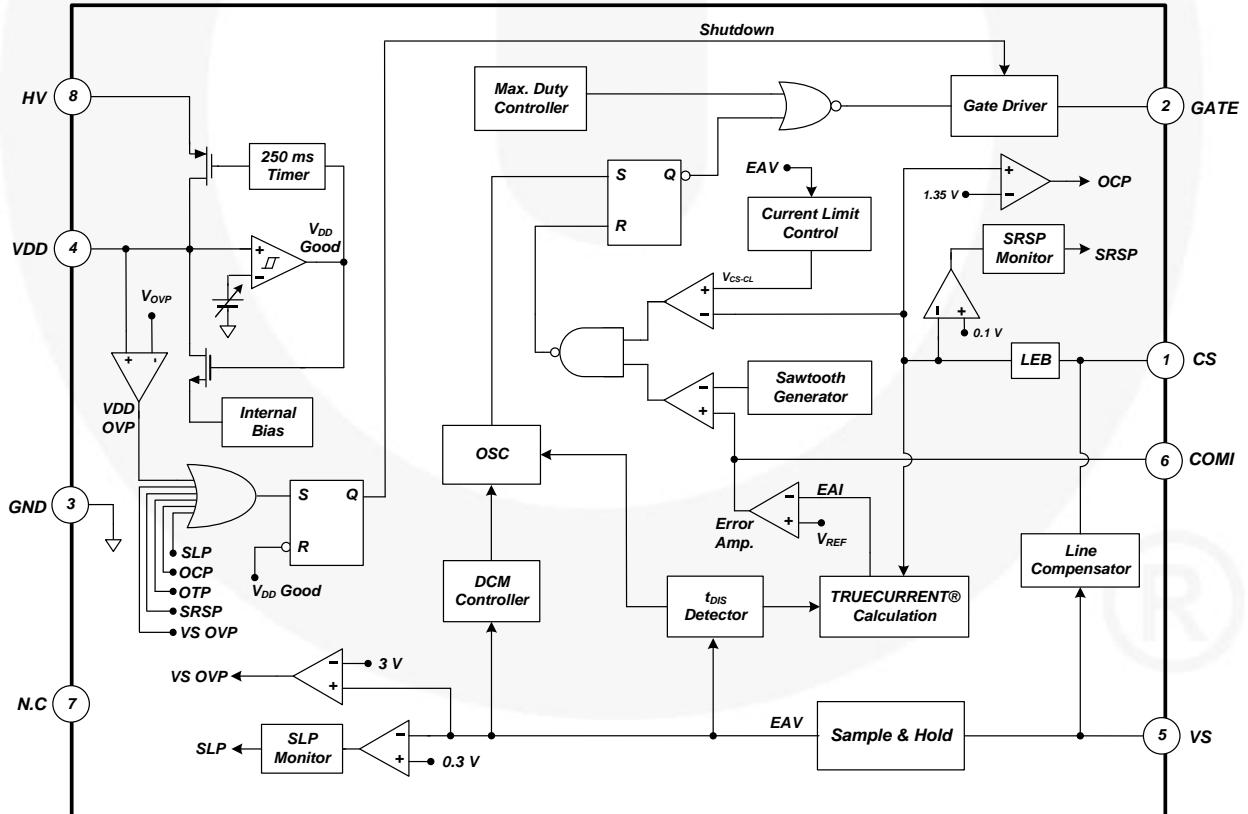 Shutdown
HV
8
Max. Duty
Controller
Gate Driver
2
GATE
250 ms
Timer
S
Q
R
EAV
Current Limit
Control
+
-
1.35 V
OCP
VDD
4
VDD
Good
+
-
SRSP
Monitor
SRSP
VOVP
+
-
VCS-CL
+
-
-
+
0.1 V
LEB
1
CS
VDD
OVP
Internal
Bias
-
+
Sawtooth
Generator
OSC
6
COMI
GND
3
S
Q
R
VDD Good
SLP
OCP
OTP
SRSP
VS OVP
Error
Amp.
-
+
EAI
VREF
Line
Compensator
DCM
Controller
tDIS
Detector
TRUECURRENT®
Calculation
VS OVP
-
+
3 V
N.C
7
SLP
SLP
Monitor
-
+
0.3 V
EAV
Sample & Hold
5
VS
®